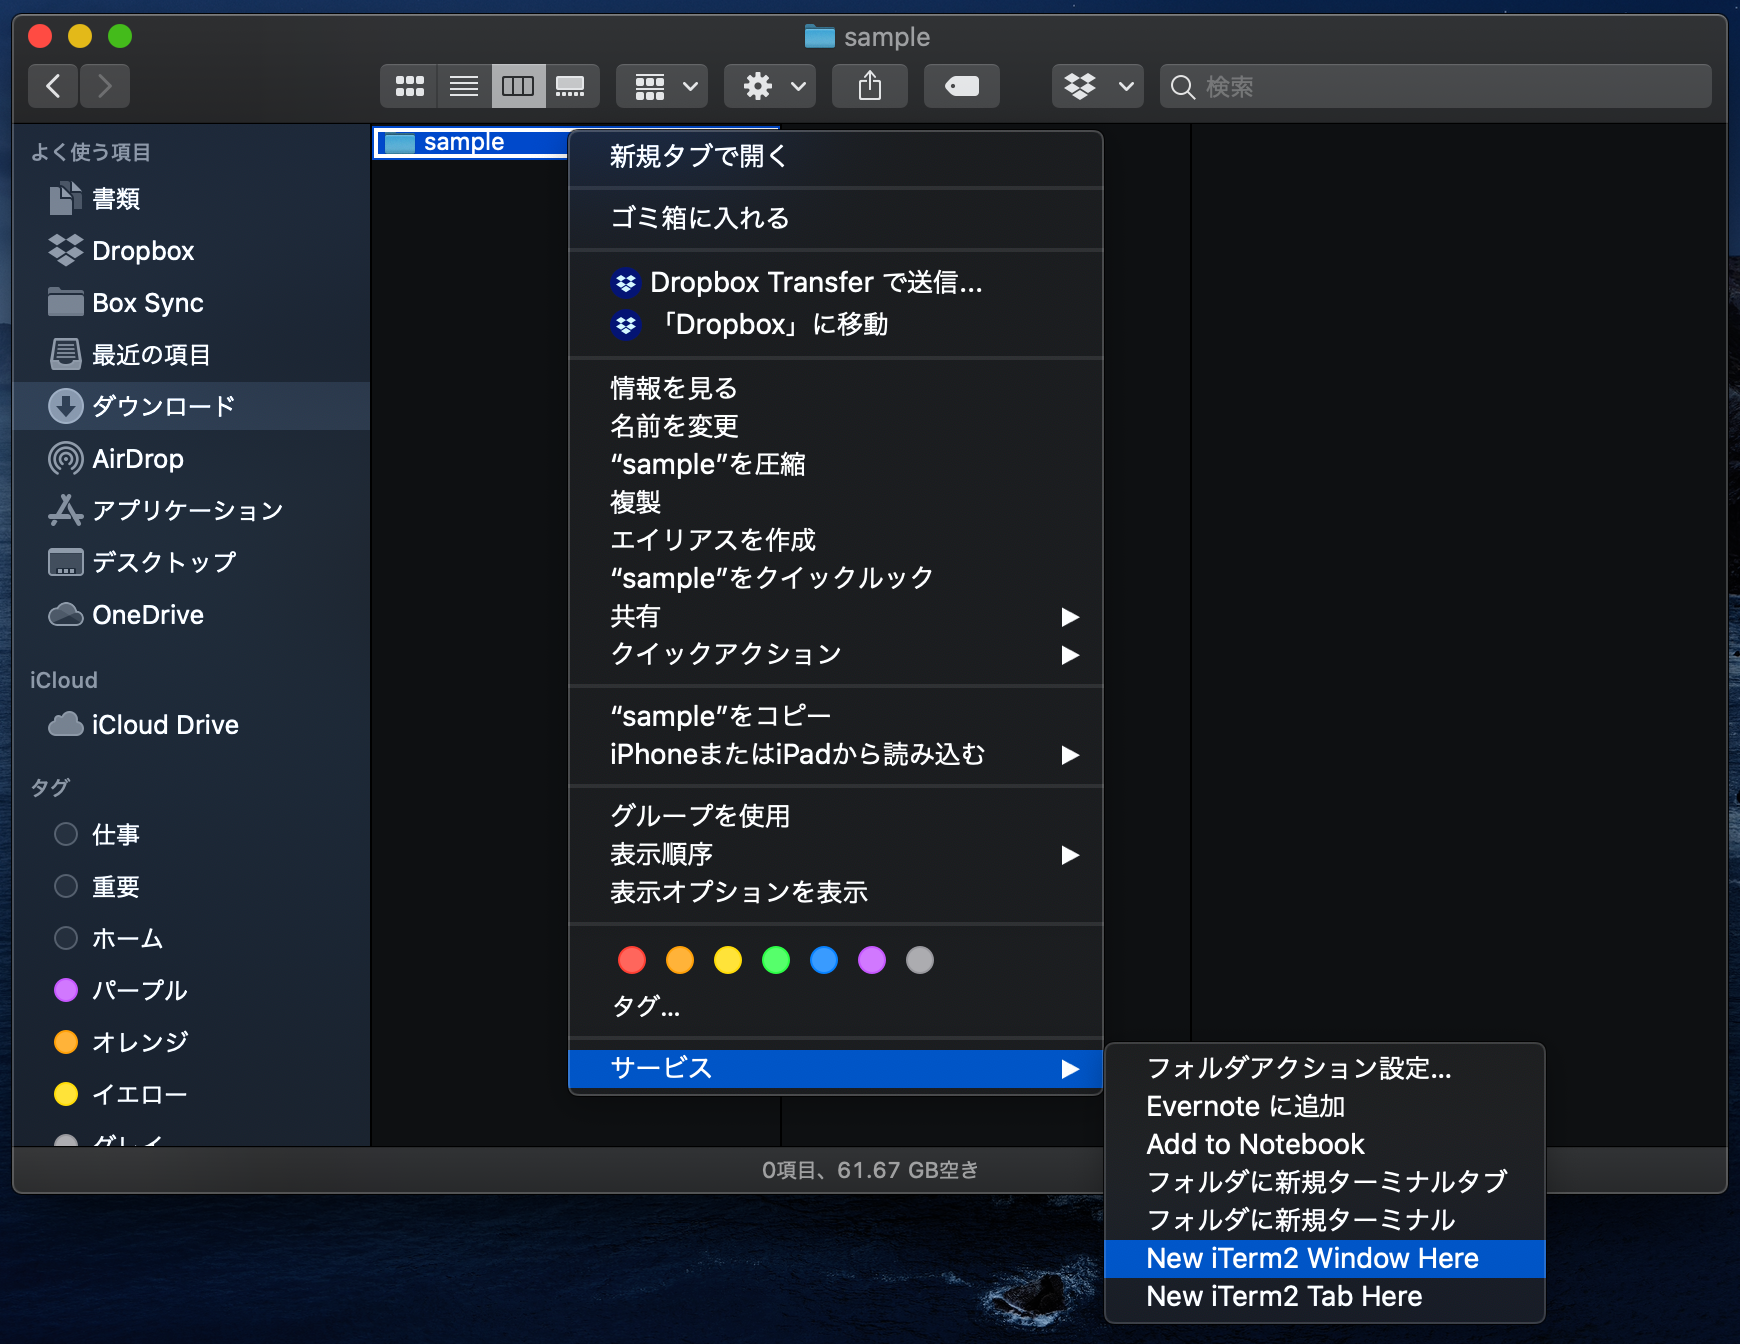 sample
検索
よく使う項目
書類
Dropbox
Box Sync
最近の項目
ダウンロード
AirDrop
アプリケーション
デスクトップ
OneDrive
iCloud
iCloud Drive
タグ
仕事
重要
ホーム
パープル
オレンジ
イエロー
グレイ
sample
新規タブで開く
ゴミ箱に入れる
Dropbox Transfer で送信...
「Dropbox」に移動
情報を見る
名前を変更
“sample”を圧縮
複製
エイリアスを作成
“sample”をクイックルック
共有
クイックアクション
“sample”をコピー
iPhoneまたはiPadから読み込む
グループを使用
表示順序
表示オプションを表示
タグ...
サービス
フォルダアクション設定...
Evernote に追加
Add to Notebook
フォルダに新規ターミナルタブ
フォルダに新規ターミナル
New iTerm2 Window Here
New iTerm2 Tab Here
0項目、61.67 GB空き